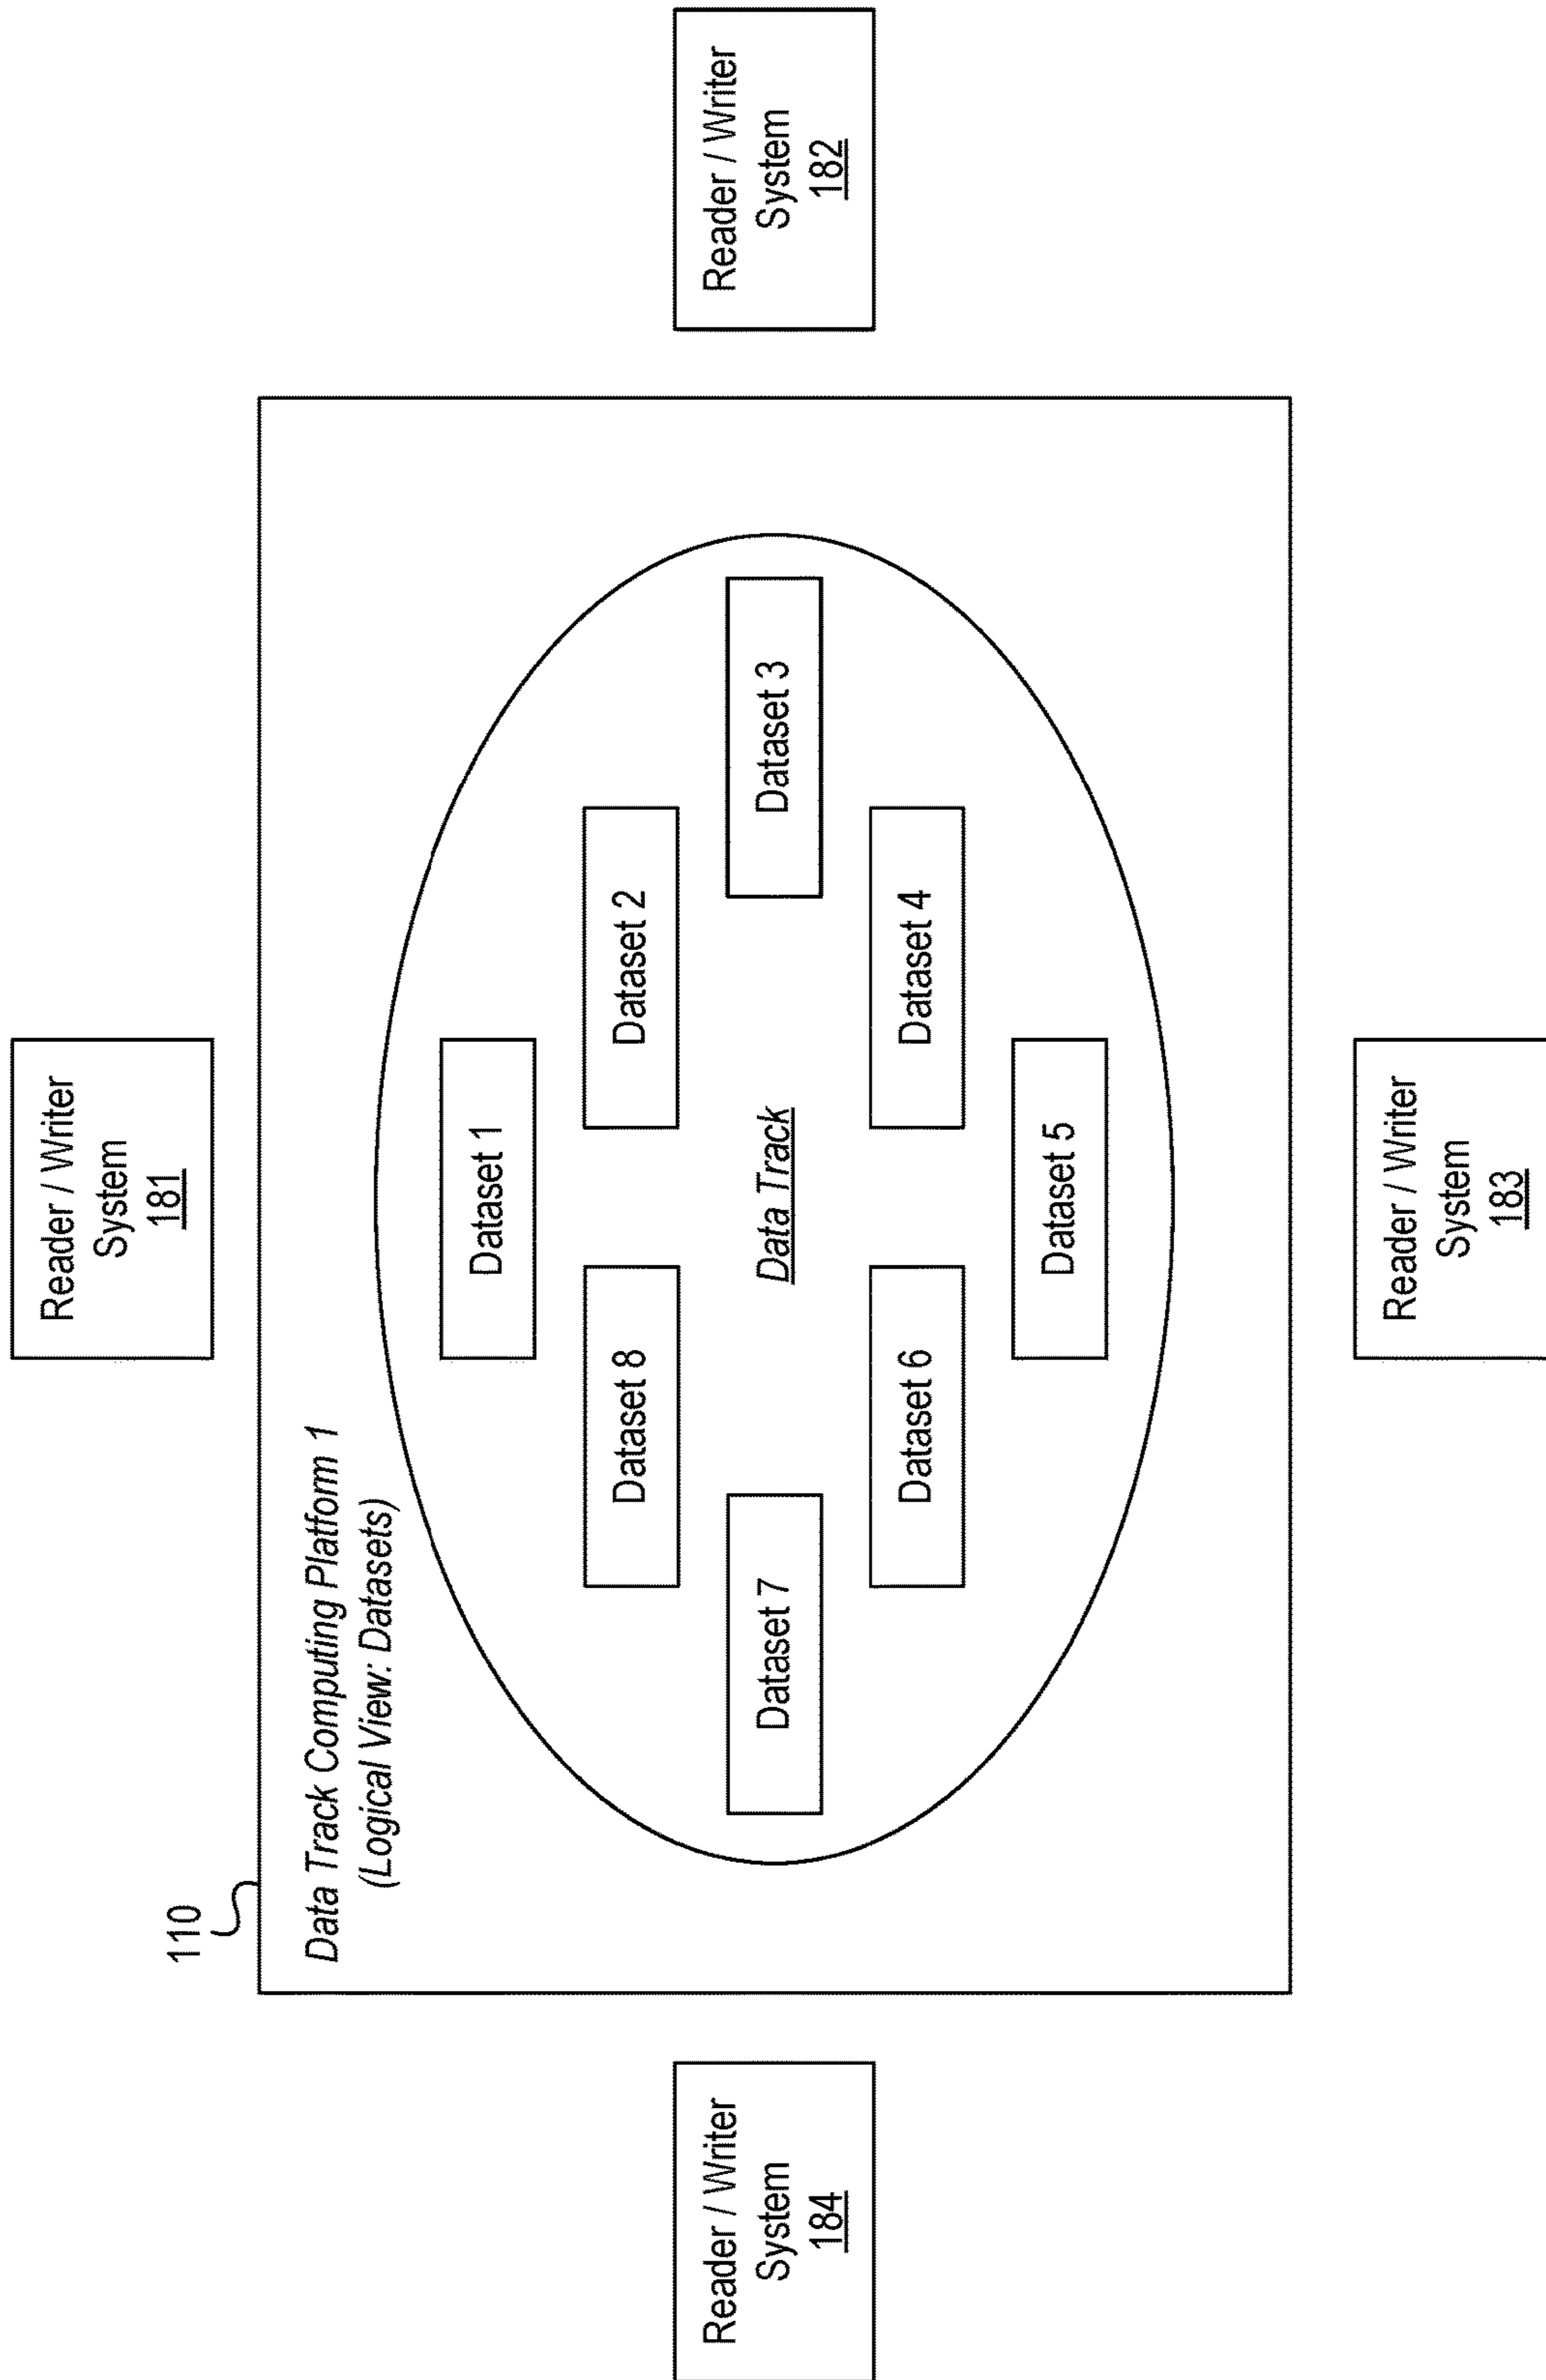 Reader / Writer
System
181
110
Data Track Computing Platform 1
(Logical View: Datasets)
Dataset 1
Dataset 8
Dataset 2
Reader / Writer
System
184
Dataset 7
Data Track
Dataset 3
Reader / Writer
System
182
Dataset 6
Dataset 4
Dataset 5
Reader / Writer
System
183